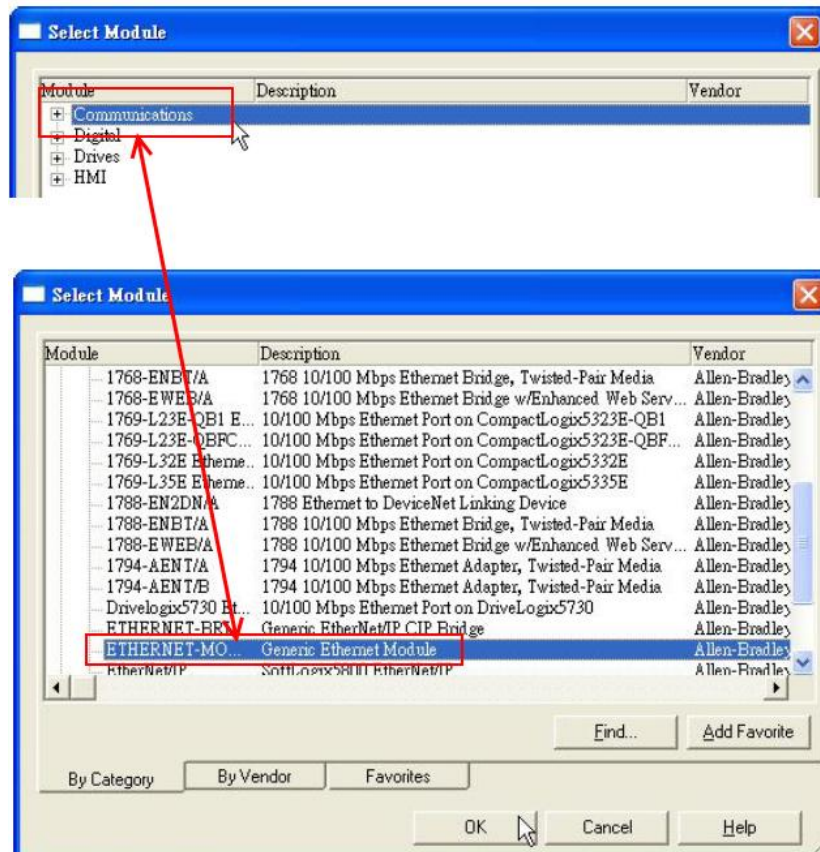 Select Module
Module Description Vendor
Communications
Digital
Drives
HMI
Select Module
Module Description Vendor
1768-ENBT/A 1768 10/100 Mbps Ethernet Bridge, Twisted-Pair Media Allen-Bradley
1768-EWEB/A 1768 10/100 Mbps Ethernet Bridge w/Enhanced Web Serv... Allen-Bradley
1769-L23E-QB1 E... 10/100 Mbps Ethernet Port on CompactLogix5323E-QB1 Allen-Bradley
1769-L23E-QBFC... 10/100 Mbps Ethernet Port on CompactLogix5323E-QBF... Allen-Bradley
1769-L32E Etherne... 10/100 Mbps Ethernet Port on CompactLogix5332E Allen-Bradley
1769-L35E Etherne... 10/100 Mbps Ethernet Port on CompactLogix5335E Allen-Bradley
1788-EN2DN/A 1788 Ethernet to DeviceNet Linking Device Allen-Bradley
1788-ENBT/A 1788 10/100 Mbps Ethernet Bridge, Twisted-Pair Media Allen-Bradley
1788-EWEB/A 1788 10/100 Mbps Ethernet Bridge w/Enhanced Web Serv... Allen-Bradley
1794-AENT/A 1794 10/100 Mbps Ethernet Adapter, Twisted-Pair Media Allen-Bradley
1794-AENT/B 1794 10/100 Mbps Ethernet Adapter, Twisted-Pair Media Allen-Bradley
Drivelogix5730 Et... 10/100 Mbps Ethernet Port on DriveLogix5730 Allen-Bradley
ETHERNET-BRI... Generic EtherNet/IP CIP Bridge Allen-Bradley
ETHERNET-MO... Generic Ethernet Module Allen-Bradley
EtherNet/IP SoftLogix5800 EtherNet/IP Allen-Bradley
Find... Add Favorite
By Category By Vendor Favorites
OK Cancel Help